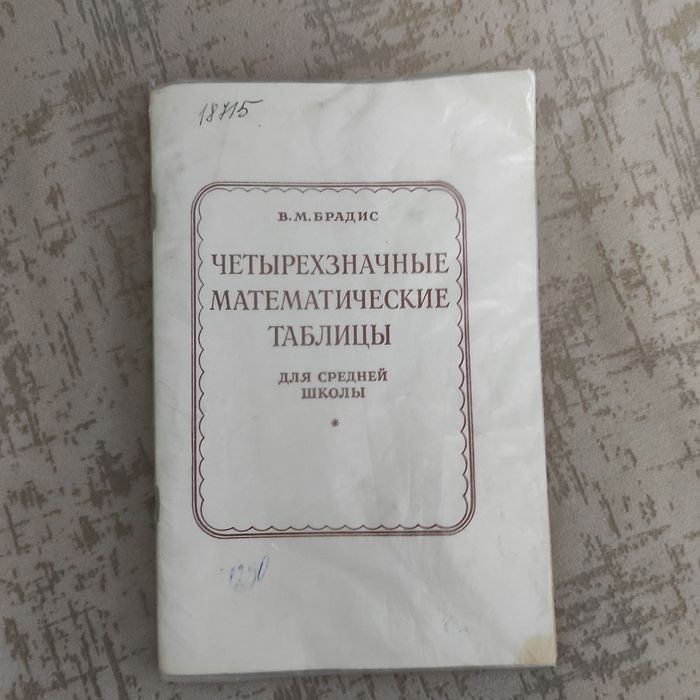 18715
В.М.БРАДИС
ЧЕТЫРЕХЗНАЧНЫЕ
МАТЕМАТИЧЕСКИЕ
ТАБЛИЦЫ
ДЛЯ СРЕДНЕЙ
ШКОЛЫ
*